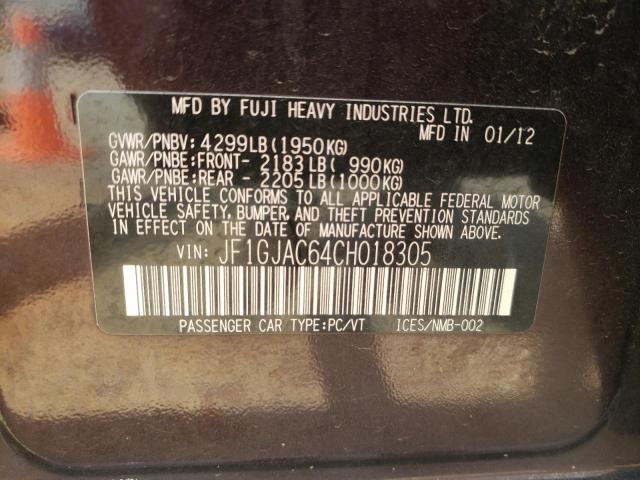 MFD BY FUJI HEAVY INDUSTRIES LTD.
MFD IN 01/12
GVWR/PNBV: 4299LB(1950KG)
GAWR/PNBE:FRONT- 2183LB( 990KG)
GAWR/PNBE:REAR - 2205LB(1000KG)
THIS VEHICLE CONFORMS TO ALL APPLICABLE FEDERAL MOTOR
VEHICLE SAFETY, BUMPER, AND THEFT PREVENTION STANDARDS
IN EFFECT ON THE DATE OF MANUFACTURE SHOWN ABOVE.
VIN: JF1GJAC64CH018305
PASSENGER CAR TYPE:PC/VT ICES/NMB-002